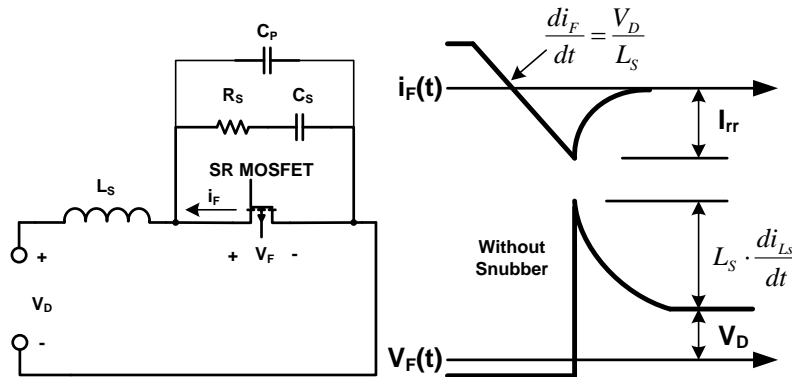 C_P
R_S
C_S
SR MOSFET
L_S
i_F
+ V_F -
+
V_D
-
di_F/dt = V_D/L_S
i_F(t)
I_rr
Without
Snubber
L_S · di_Ls/dt
V_D
V_F(t)